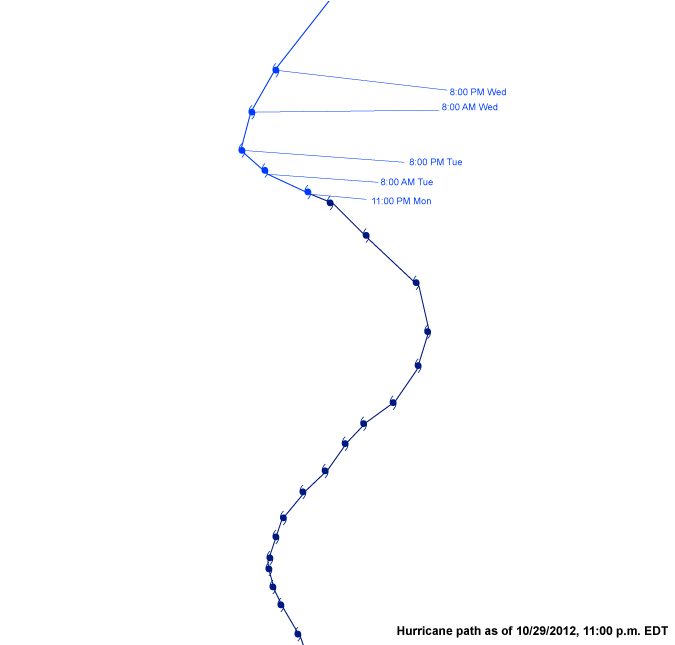 8:00 PM Wed
8:00 AM Wed
8:00 PM Tue
8:00 AM Tue
11:00 PM Mon
Hurricane path as of 10/29/2012, 11:00 p.m. EDT